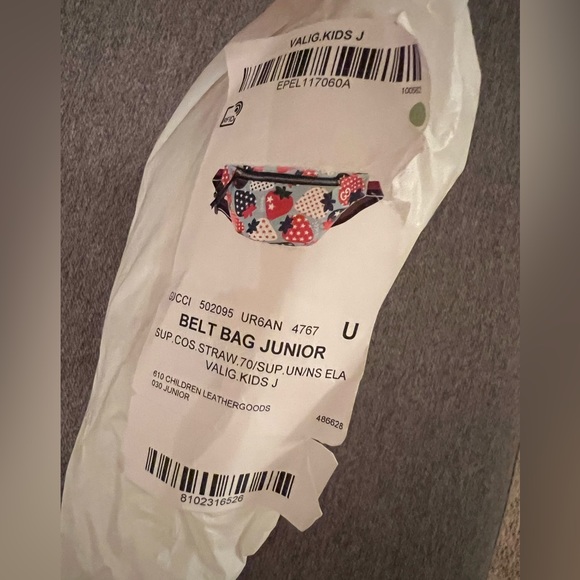 VALIG.KIDS J
EPEL117060A
100583
GUCCI 502095 UR6AN 4767 U
BELT BAG JUNIOR
SUP.COS.STRAW.70/SUP.UN/NS ELA
VALIG.KIDS J
610 CHILDREN LEATHERGOODS
030 JUNIOR
486628
8102316526